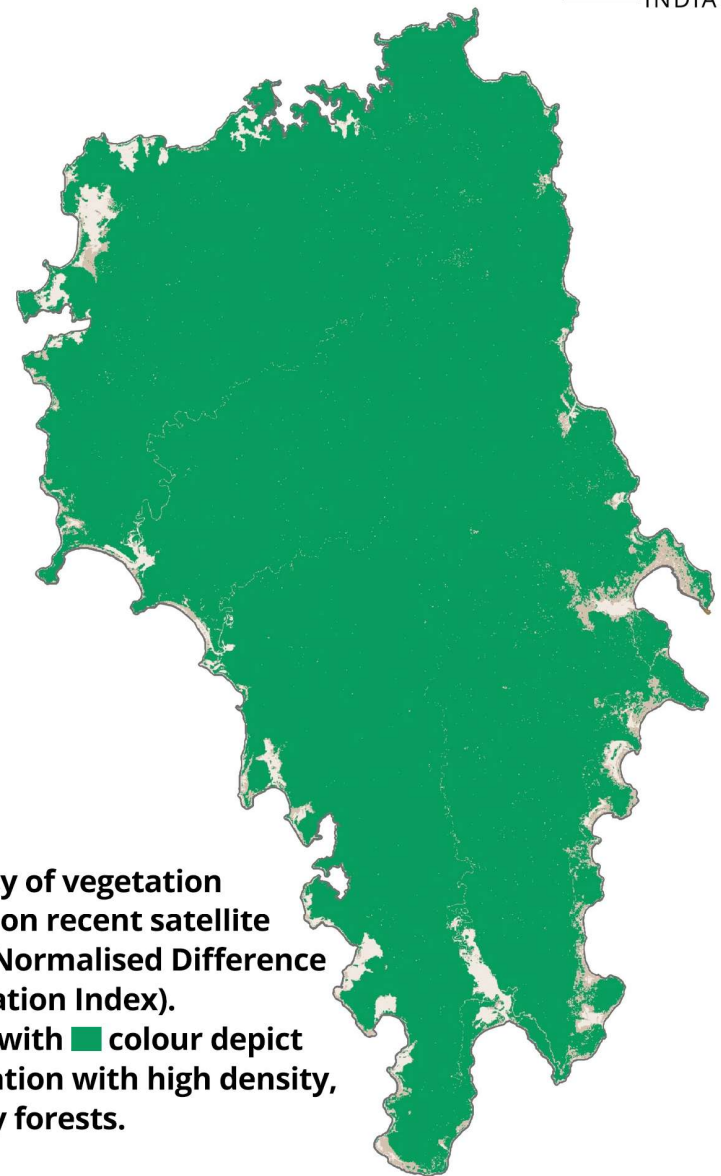 INDIA
y of vegetation
on recent satellite
Normalised Difference
ation Index).
with colour depict
ation with high density,
y forests.